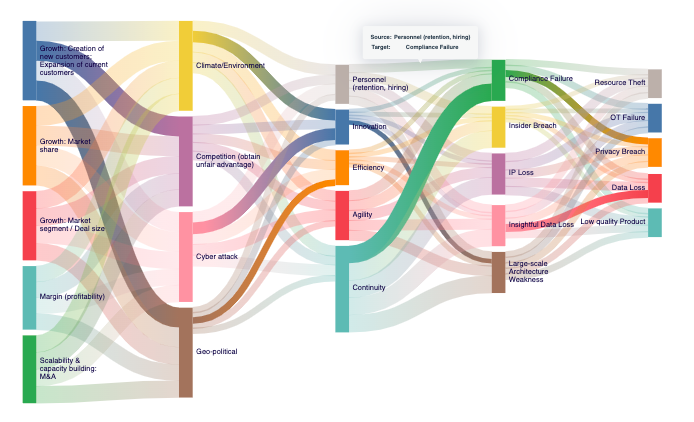 Source: Personnel (retention, hiring)
Target: Compliance Failure
Growth: Creation of
new customers:
Expansion of current
customers
Growth: Market
share
Growth: Market
segment / Deal size
Margin (profitability)
Scalability &
capacity building:
M&A
Climate/Environment
Competition (obtain
unfair advantage)
Cyber attack
Geo-political
Personnel
(retention, hiring)
Innovation
Efficiency
Agility
Continuity
Compliance Failure
Insider Breach
IP Loss
Insightful Data Loss
Large-scale
Architecture
Weakness
Resource Theft
OT Failure
Privacy Breach
Data Loss
Low quality Product